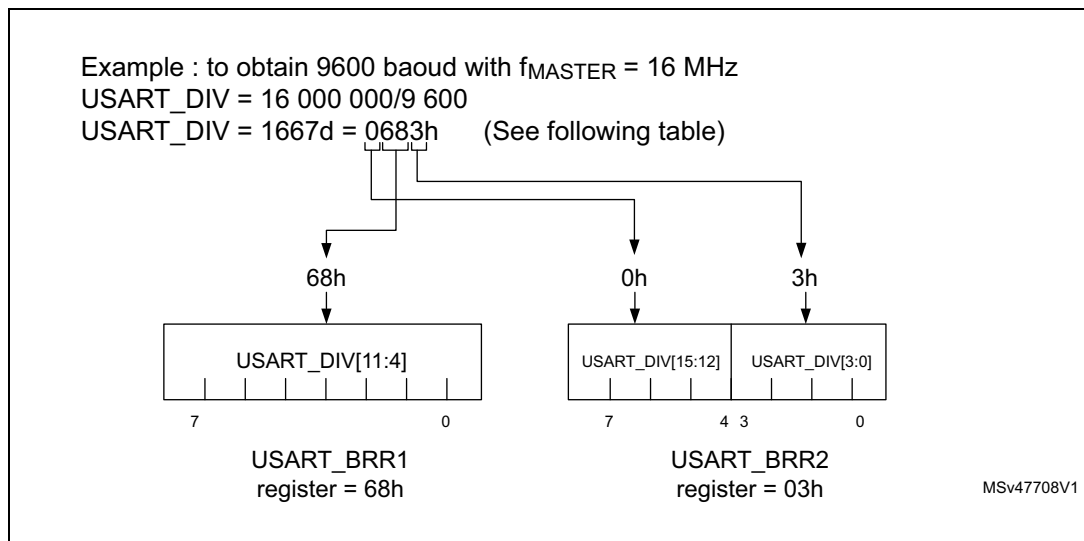 Example : to obtain 9600 baoud with fMASTER = 16 MHz
USART_DIV = 16 000 000/9 600
USART_DIV = 1667d = 0683h (See following table)
68h 0h 3h
USART_DIV[11:4] USART_DIV[15:12] USART_DIV[3:0]
7 0 7 4 3 0
USART_BRR1 USART_BRR2
register = 68h register = 03h MSv47708V1